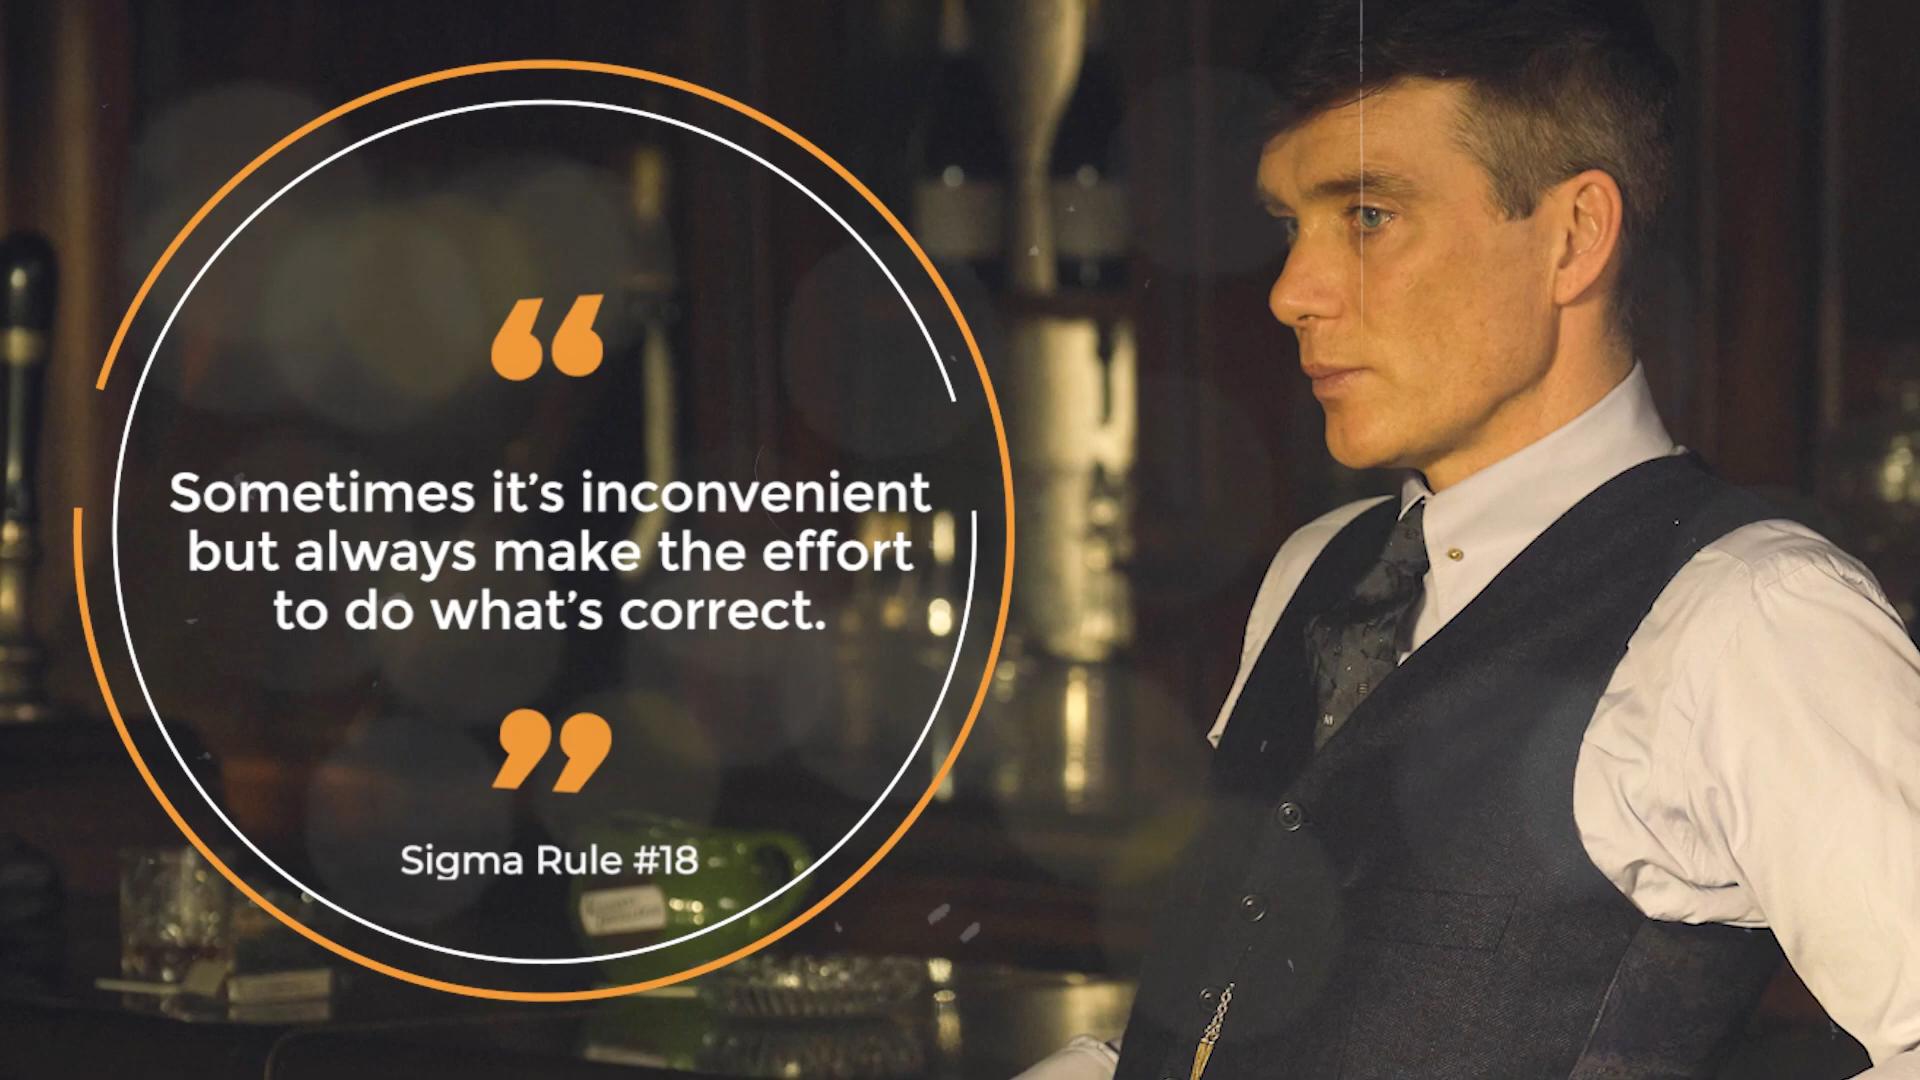 “
Sometimes it’s inconvenient
but always make the effort
to do what’s correct.
”
Sigma Rule #18